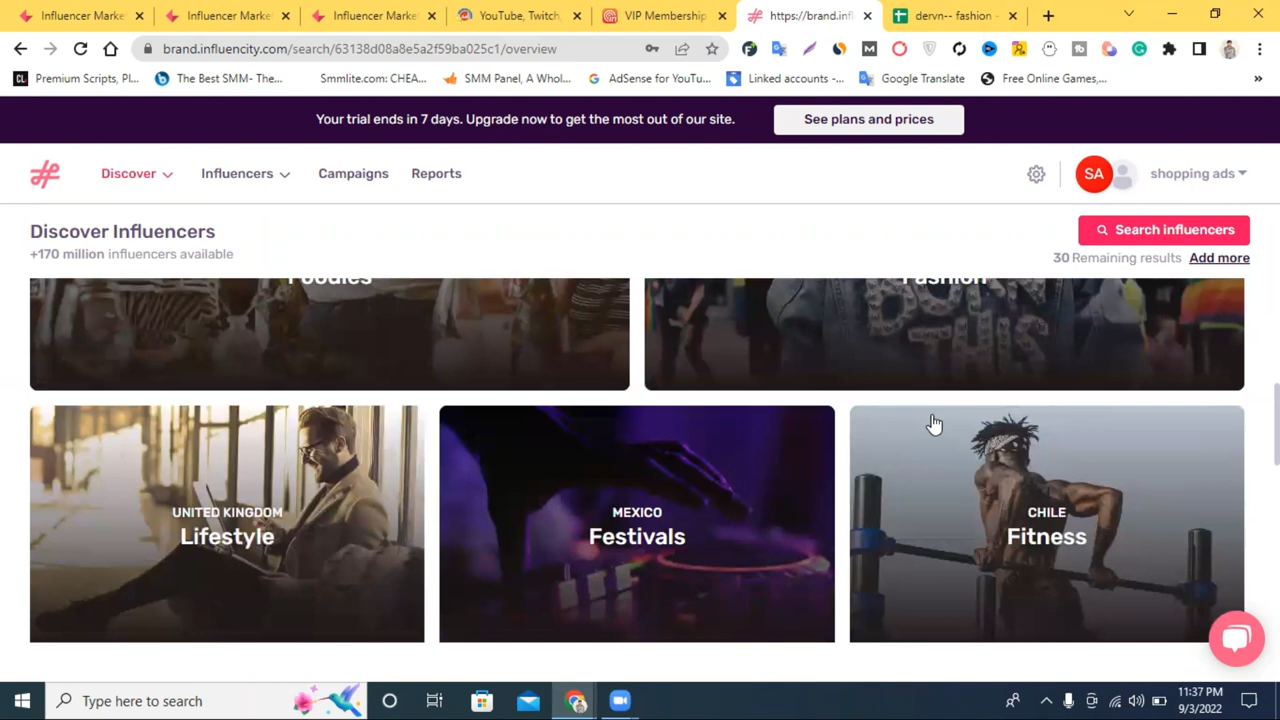 Influencer Marke
Influencer Marke
Influencer Marke
YouTube, Twitch,
VIP Membership
https://brand.infl
dervn-- fashion -
brand.influencity.com/search/63138d08a8e5a2f59ba025c1/overview
Premium Scripts, Pl...
The Best SMM- The...
Smmlite.com: CHEA...
SMM Panel, A Whol...
AdSense for YouTu...
Linked accounts -...
Google Translate
Free Online Games,...
Your trial ends in 7 days. Upgrade now to get the most out of our site.
See plans and prices
Discover
Influencers
Campaigns
Reports
SA
shopping ads
Discover Influencers
+170 million influencers available
Search influencers
30 Remaining results Add more
Foodies
Fashion
UNITED KINGDOM
Lifestyle
MEXICO
Festivals
CHILE
Fitness
Type here to search
11:37 PM
9/3/2022